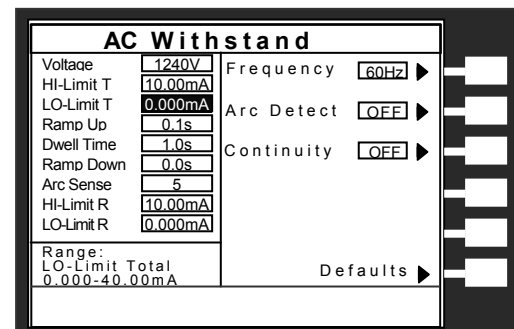 AC Withstand
Voltage 1240V
HI-Limit T 10.00mA
LO-Limit T 0.000mA
Ramp Up 0.1s
Dwell Time 1.0s
Ramp Down 0.0s
Arc Sense 5
HI-Limit R 10.00mA
LO-Limit R 0.000mA
Range:
LO-Limit Total
0.000-40.00mA
Frequency 60Hz
Arc Detect OFF
Continuity OFF
Defaults